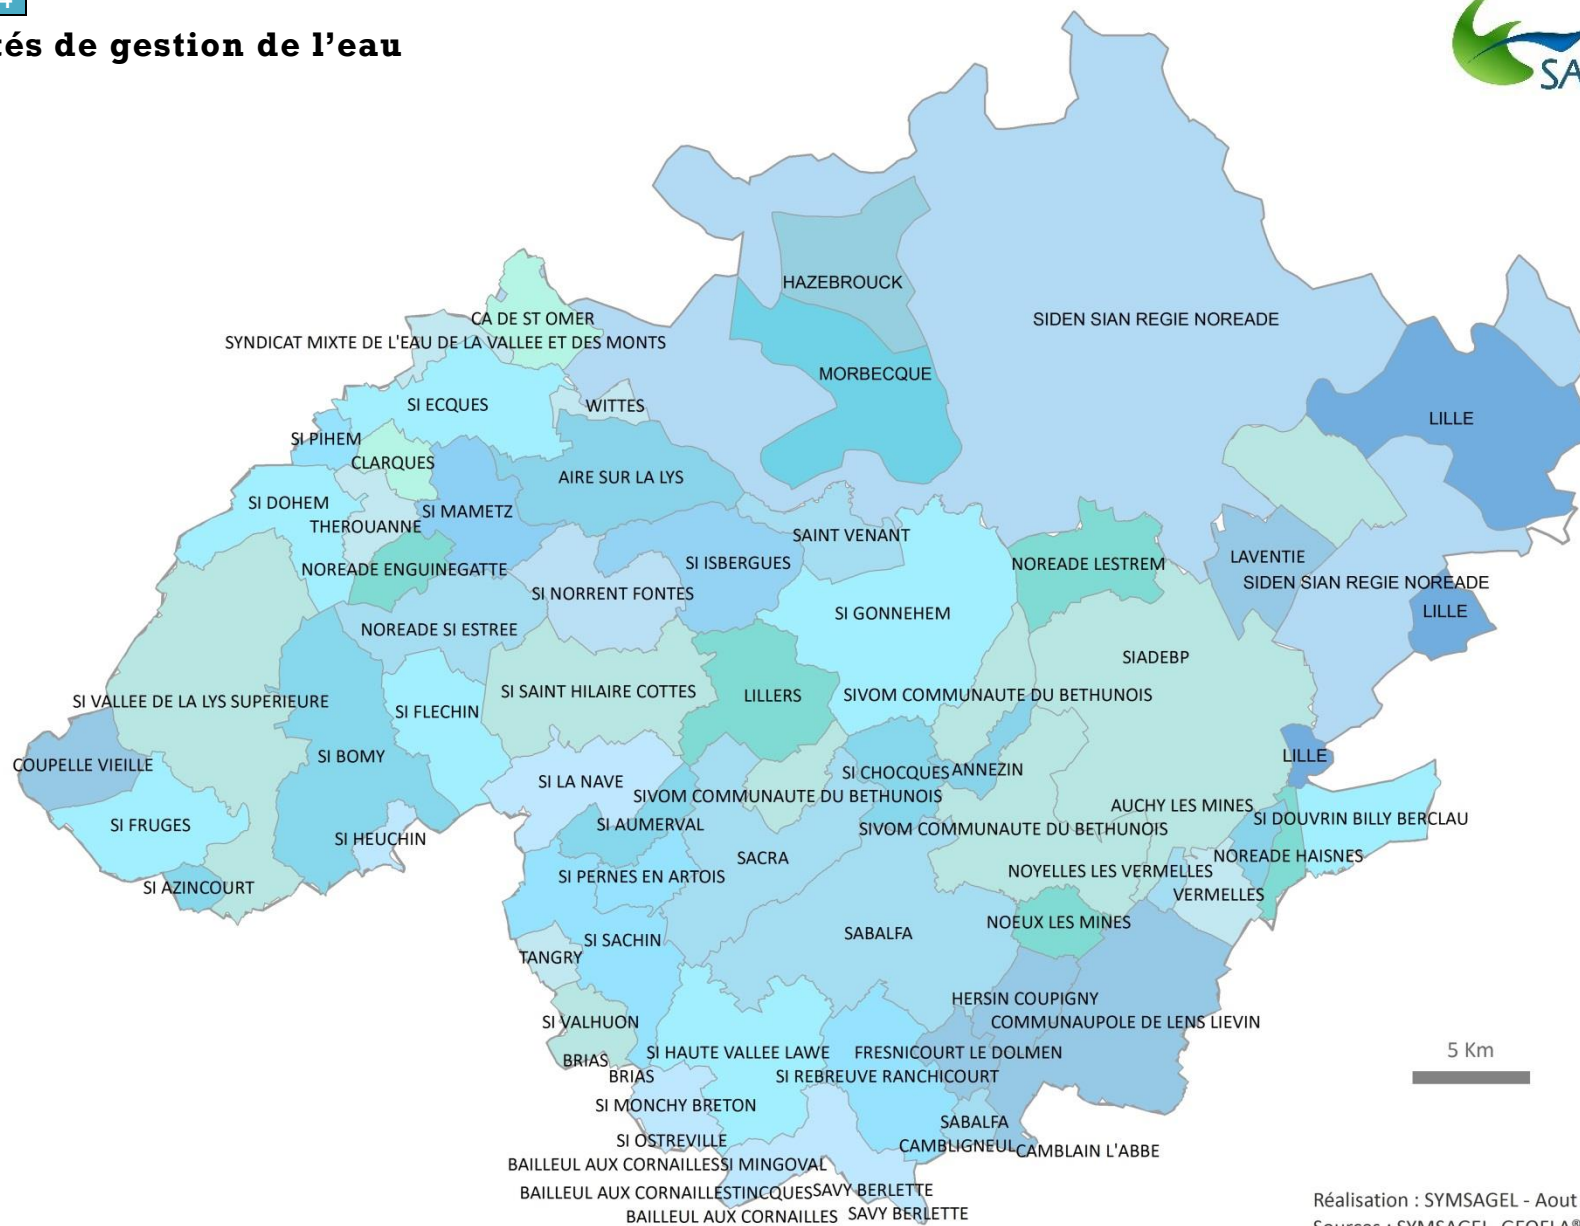 4
tés de gestion de l'eau
SA
HAZEBROUCK
SIDEN SIAN REGIE NOREADE
CA DE ST OMER
SYNDICAT MIXTE DE L'EAU DE LA VALLEE ET DES MONTS
MORBECQUE
SI ECQUES
WITTES
LILLE
SI PIHEM
CLARQUES
AIRE SUR LA LYS
SI DOHEM
SI MAMETZ
THEROUANNE
SAINT VENANT
LAVENTIE
NOREADE ENGUINEGATTE
SI ISBERGUES
NOREADE LESTREM
SIDEN SIAN REGIE NOREADE
SI NORRENT FONTES
SI GONNEHEM
LILLE
NOREADE SI ESTREE
SIADEBP
SI VALLEE DE LA LYS SUPERIEURE
SI SAINT HILAIRE COTTES
LILLERS
SIVOM COMMUNAUTE DU BETHUNOIS
SI FLECHIN
COUPELLE VIEILLE
SI BOMY
SI LA NAVE
SI CHOCQUES
ANNEZIN
LILLE
SIVOM COMMUNAUTE DU BETHUNOIS
AUCHY LES MINES
SI FRUGES
SI HEUCHIN
SI AUMERVAL
SIVOM COMMUNAUTE DU BETHUNOIS
SI DOUVRIN BILLY BERCLAU
SACRA
NOREADE HAISNES
SI AZINCOURT
SI PERNES EN ARTOIS
NOYELLES LES VERMELLES
VERMELLES
NOEUX LES MINES
SI SACHIN
SABALFA
TANGRY
HERSIN COUPIGNY
SI VALHUON
COMMUNAUPOLE DE LENS LIEVIN
BRIAS
SI HAUTE VALLEE LAWE
FRESNICOURT LE DOLMEN
5 Km
BRIAS
SI REBREUVE RANCHICOURT
SI MONCHY BRETON
SABALFA
SI OSTREVILLE
CAMBLIGNEUL
CAMBLAIN L'ABBE
BAILLEUL AUX CORNAILLES
SI MINGOVAL
BAILLEUL AUX CORNAILLES
TINCQUES
SAVY BERLETTE
BAILLEUL AUX CORNAILLES
SAVY BERLETTE
Réalisation : SYMSAGEL - Aout
Sources : SYMSAGEL, GEOFLA®